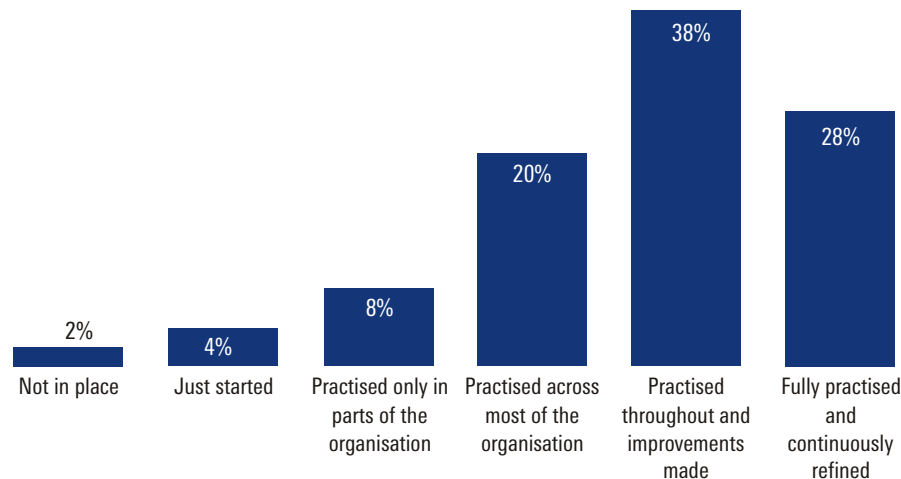 38%
28%
20%
8%
2%
4%
Not in place
Just started
Practised only in
parts of the
organisation
Practised across
most of the
organisation
Practised
throughout and
improvements
made
Fully practised
and
continuously
refined